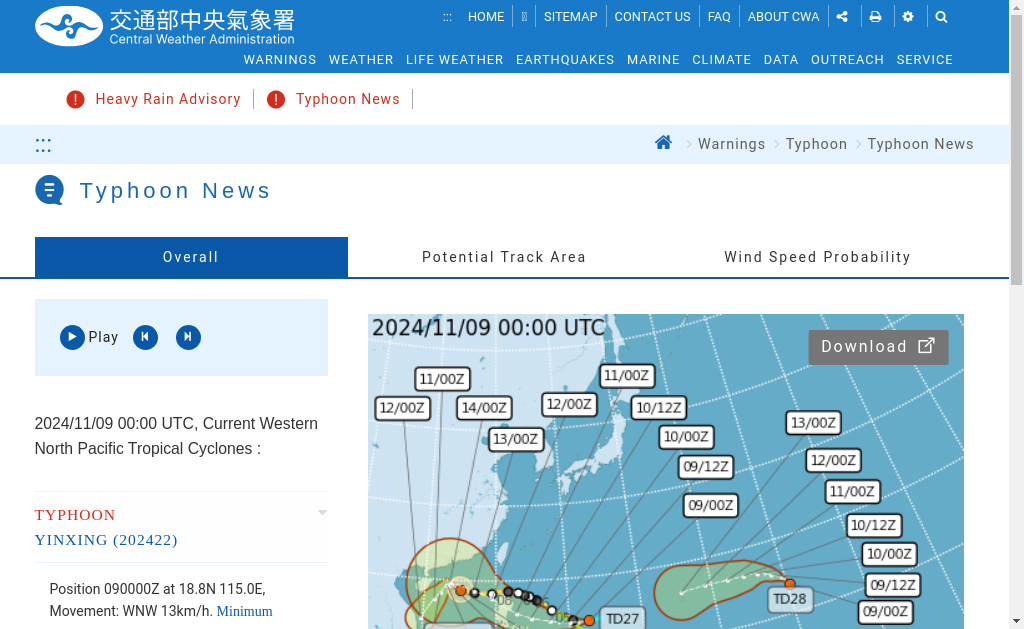 交通部中央氣象署
Central Weather Administration
::: HOME SITEMAP CONTACT US FAQ ABOUT CWA
WARNINGS WEATHER LIFE WEATHER EARTHQUAKES MARINE CLIMATE DATA OUTREACH SERVICE
! Heavy Rain Advisory ! Typhoon News
::: Warnings Typhoon Typhoon News
Typhoon News
Overall Potential Track Area Wind Speed Probability
Play
2024/11/09 00:00 UTC, Current Western
North Pacific Tropical Cyclones :
TYPHOON
YINXING (202422)
Position 090000Z at 18.8N 115.0E,
Movement: WNW 13km/h. Minimum
2024/11/09 00:00 UTC
Download
11/00Z
11/00Z
12/00Z
14/00Z
12/00Z
10/12Z
13/00Z
10/00Z
13/00Z
09/12Z
12/00Z
09/00Z
11/00Z
10/12Z
10/00Z
09/12Z
09/00Z
TD28
TD27